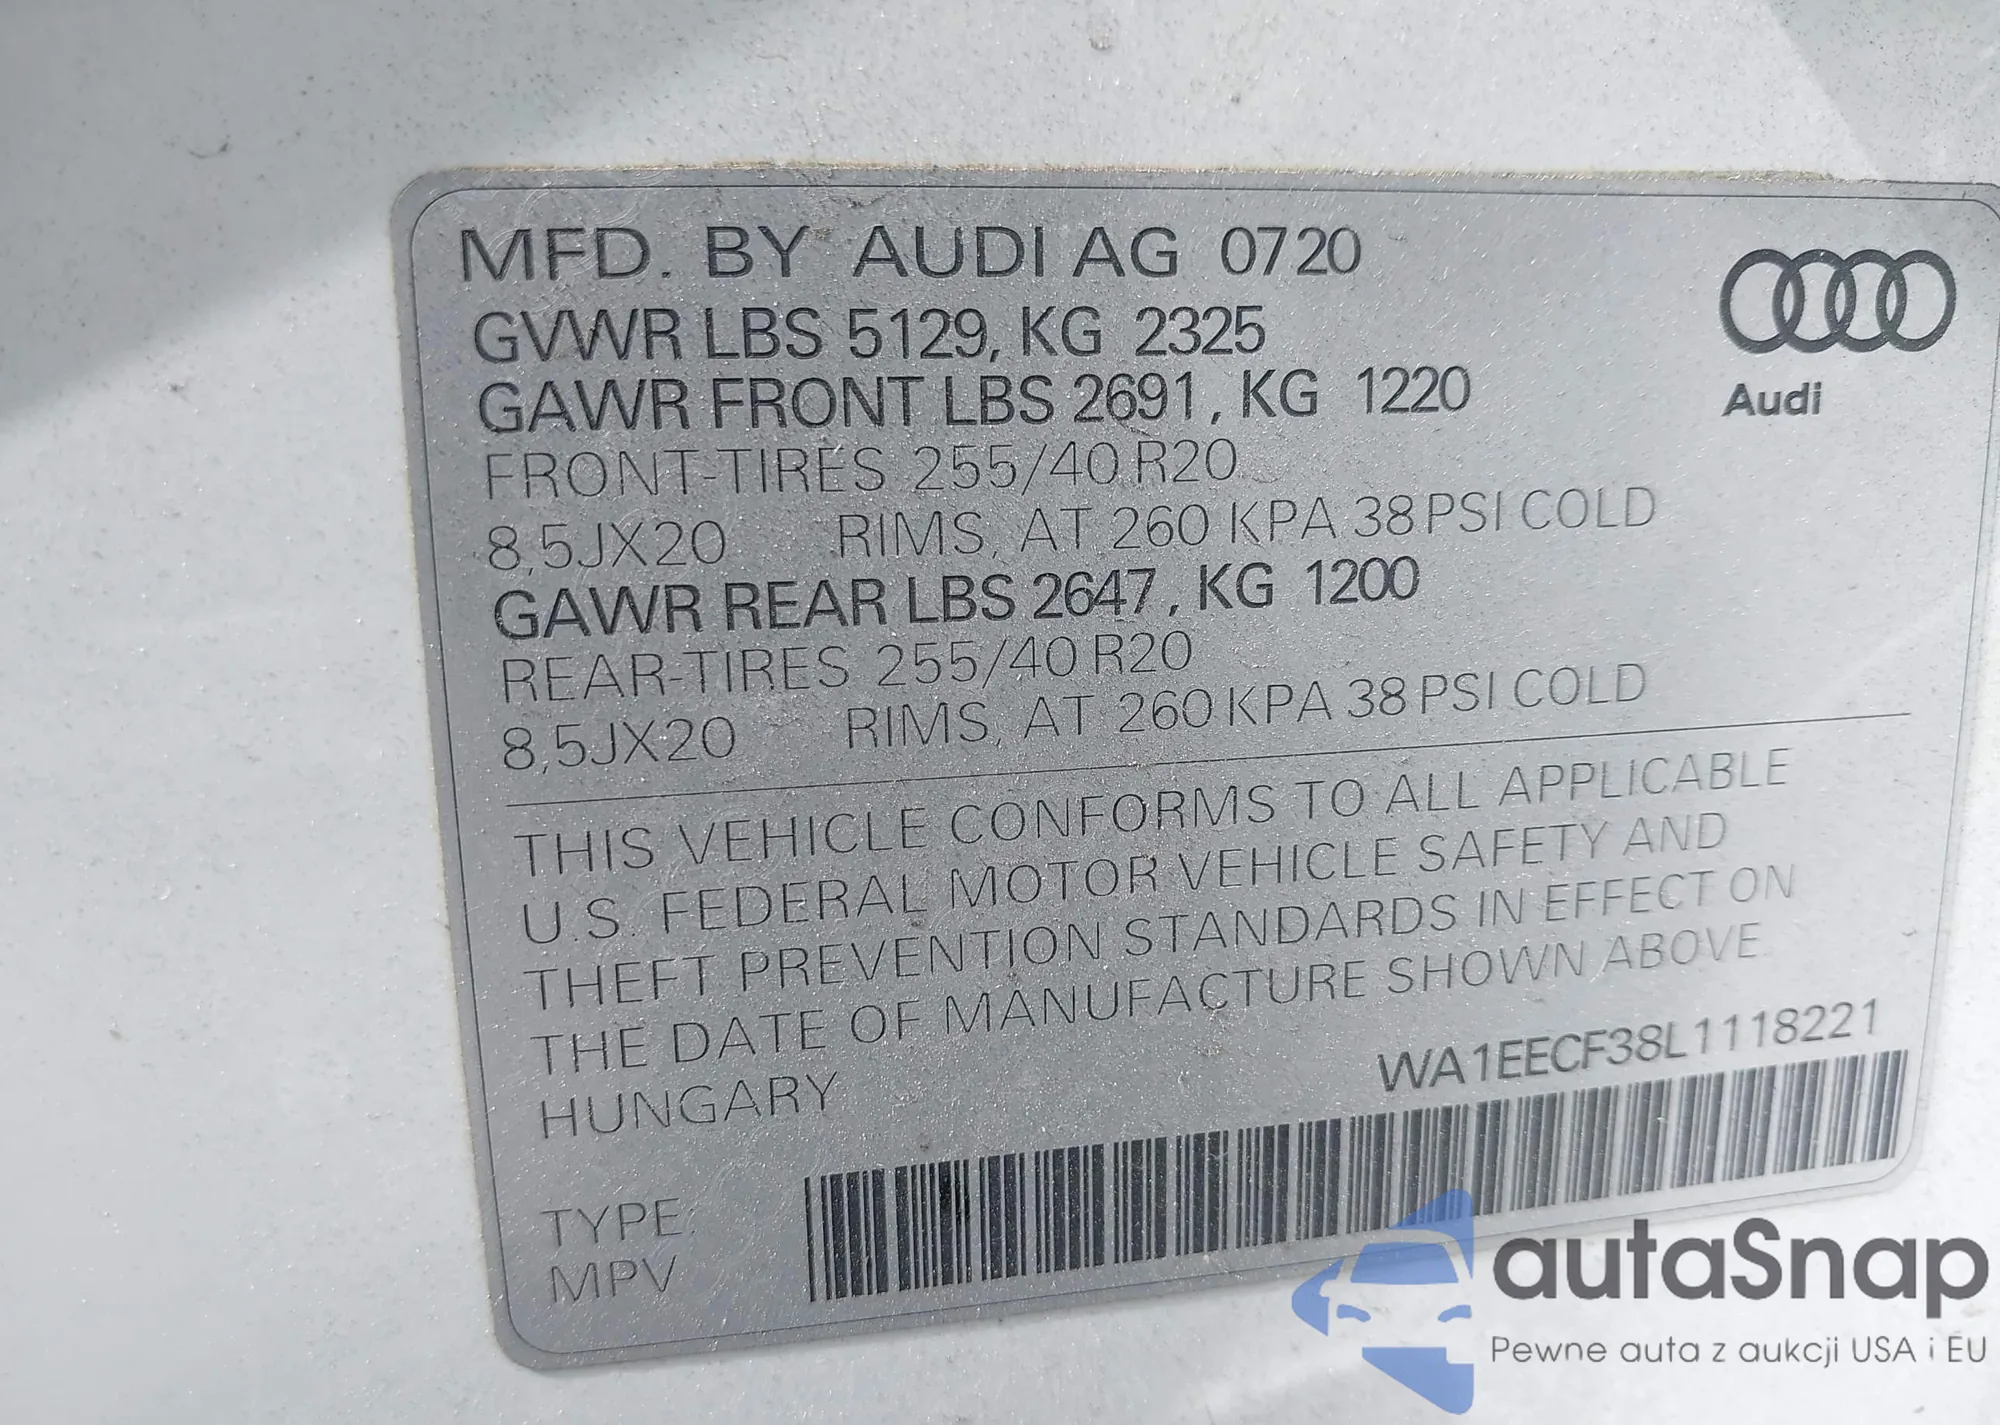 MFD. BY AUDI AG 0720
GVWR LBS 5129, KG 2325
GAWR FRONT LBS 2691, KG 1220
FRONT-TIRES 255/40 R20
8,5JX20 RIMS, AT 260 KPA 38 PSI COLD
GAWR REAR LBS 2647, KG 1200
REAR-TIRES 255/40 R20
8,5JX20 RIMS, AT 260 KPA 38 PSI COLD
Audi
THIS VEHICLE CONFORMS TO ALL APPLICABLE
U.S. FEDERAL MOTOR VEHICLE SAFETY AND
THEFT PREVENTION STANDARDS IN EFFECT ON
THE DATE OF MANUFACTURE SHOWN ABOVE.
HUNGARY
WA1EECF38L1118221
TYPE:
MPV
autaSnap
Pewne auta z aukcji USA i EU